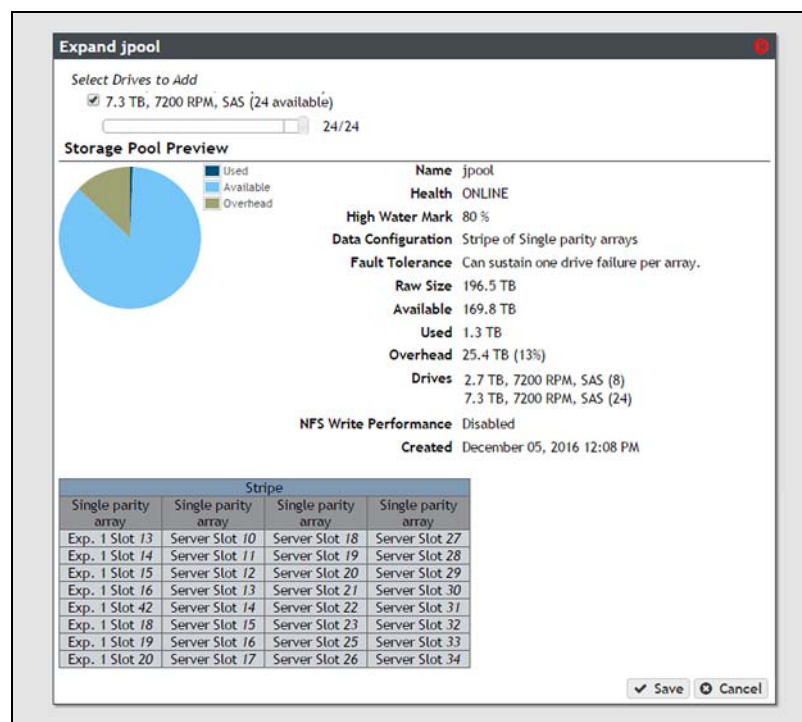 Expand jpool
Select Drives to Add
7.3 TB, 7200 RPM, SAS (24 available)
24/24
Storage Pool Preview
Used
Available
Overhead
Name jpool
Health ONLINE
High Water Mark 80 %
Data Configuration Stripe of Single parity arrays
Fault Tolerance Can sustain one drive failure per array.
Raw Size 196.5 TB
Available 169.8 TB
Used 1.3 TB
Overhead 25.4 TB (13%)
Drives 2.7 TB, 7200 RPM, SAS (8)
7.3 TB, 7200 RPM, SAS (24)
NFS Write Performance Disabled
Created December 05, 2016 12:08 PM
Stripe
Single parity array Single parity array Single parity array Single parity array
Exp. 1 Slot 13 Server Slot 10 Server Slot 18 Server Slot 27
Exp. 1 Slot 14 Server Slot 11 Server Slot 19 Server Slot 28
Exp. 1 Slot 15 Server Slot 12 Server Slot 20 Server Slot 29
Exp. 1 Slot 16 Server Slot 13 Server Slot 21 Server Slot 30
Exp. 1 Slot 42 Server Slot 14 Server Slot 22 Server Slot 31
Exp. 1 Slot 18 Server Slot 15 Server Slot 23 Server Slot 32
Exp. 1 Slot 19 Server Slot 16 Server Slot 25 Server Slot 33
Exp. 1 Slot 20 Server Slot 17 Server Slot 26 Server Slot 34
Save Cancel